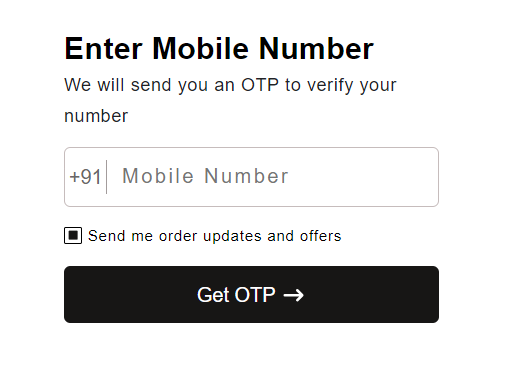 Enter Mobile Number
We will send you an OTP to verify your
number
+91 Mobile Number
Send me order updates and offers
Get OTP →